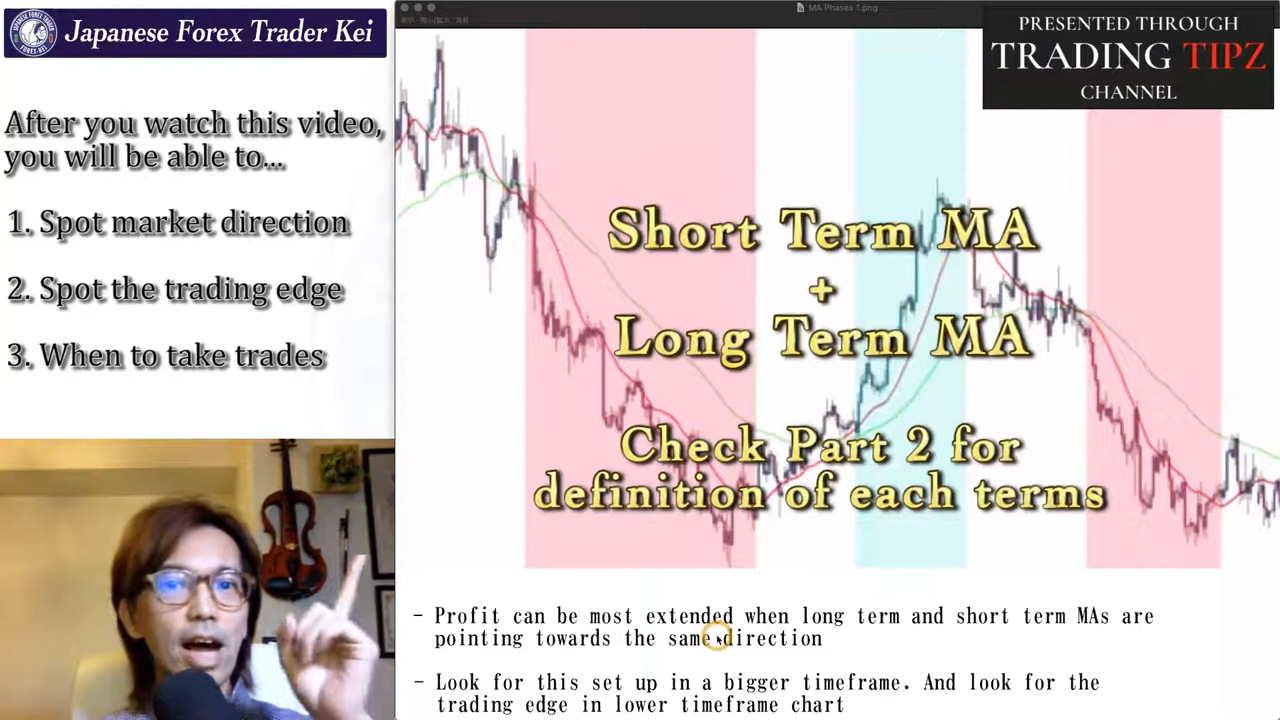 Japanese Forex Trader Kei
MA Phases 1.png
PRESENTED THROUGH
TRADING TIPZ
CHANNEL
After you watch this video,
you will be able to...
1. Spot market direction
2. Spot the trading edge
3. When to take trades
Short Term MA
+
Long Term MA
Check Part 2 for
definition of each terms
- Profit can be most extended when long term and short term MAs are
pointing towards the same direction
- Look for this set up in a bigger timeframe. And look for the
trading edge in lower timeframe chart